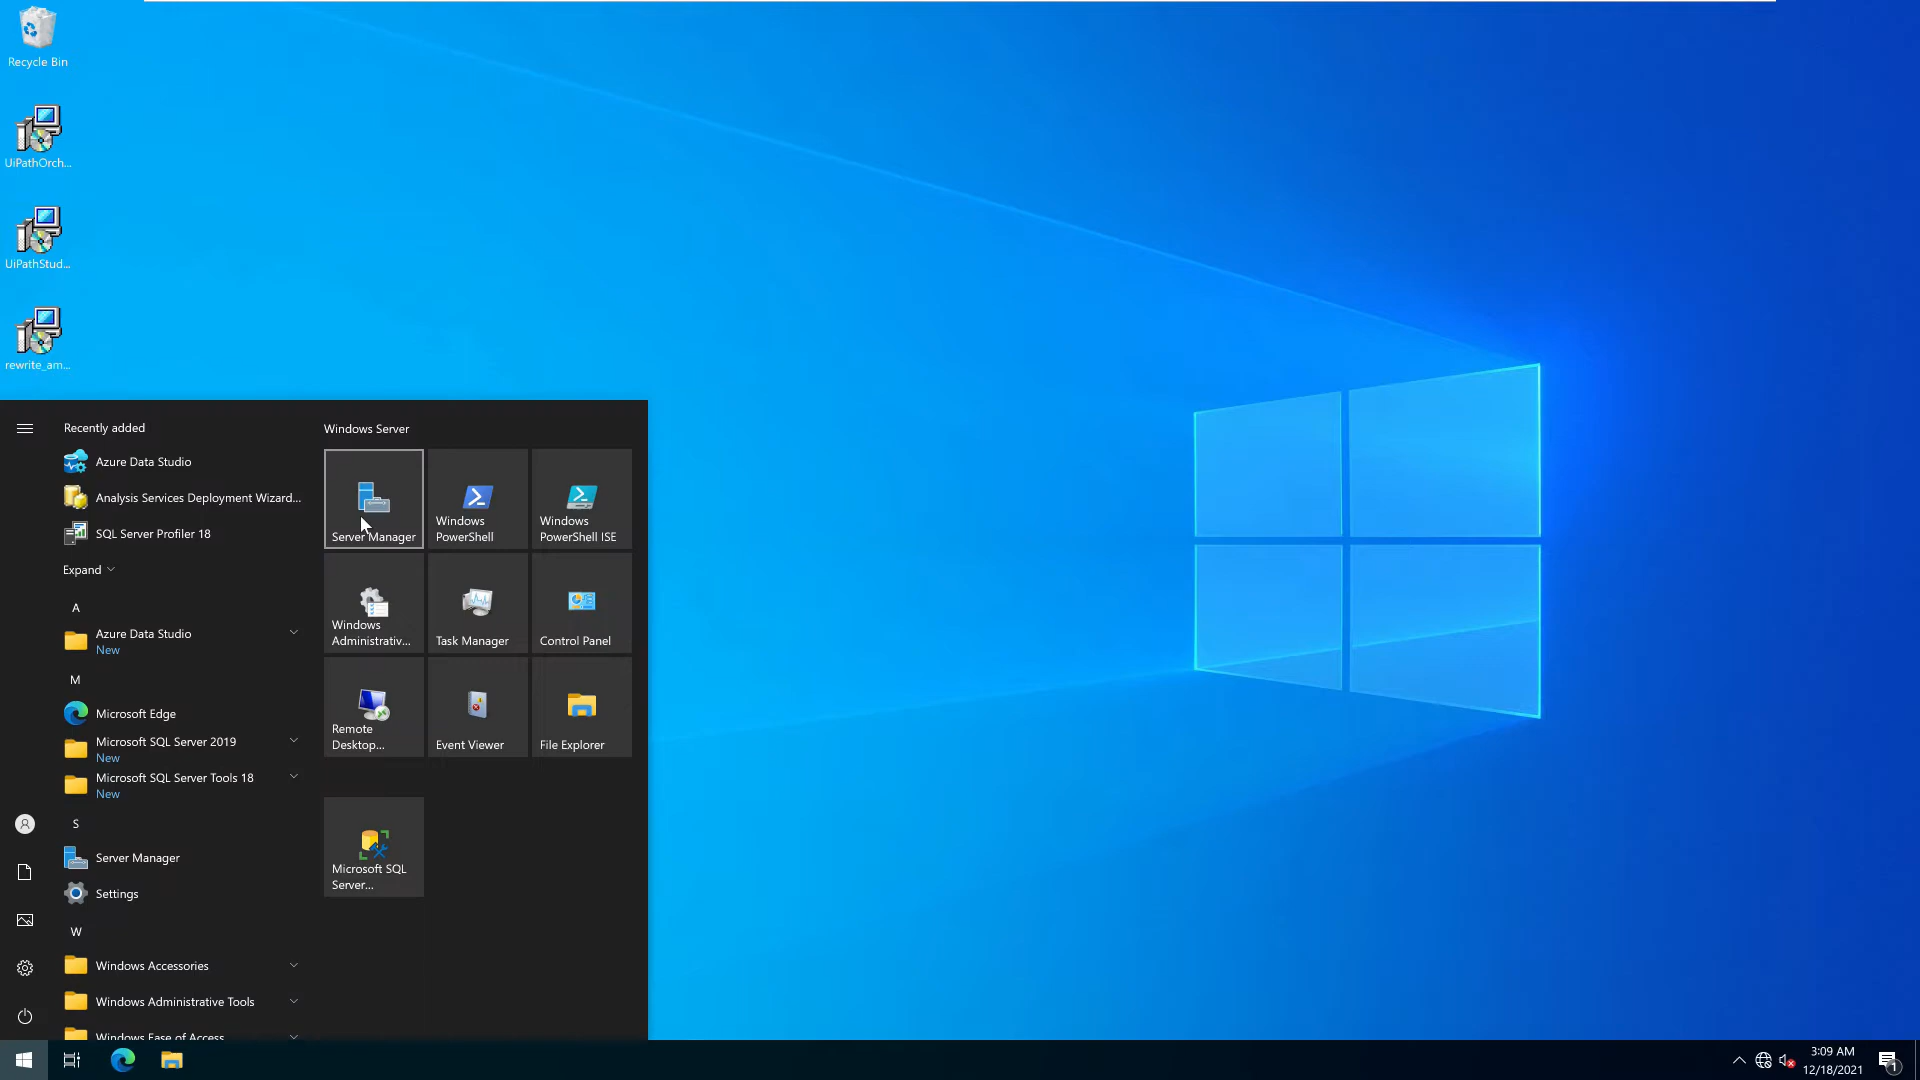 Recycle Bin
UiPathOrch...
UiPathStud...
rewrite_am...
Recently added
Azure Data Studio
Analysis Services Deployment Wizard...
SQL Server Profiler 18
Expand
A
Azure Data Studio
New
M
Microsoft Edge
Microsoft SQL Server 2019
New
Microsoft SQL Server Tools 18
New
S
Server Manager
Settings
W
Windows Accessories
Windows Administrative Tools
Windows Ease of Access
Windows Server
Server Manager
Windows
PowerShell
Windows
PowerShell ISE
Windows
Administrativ...
Task Manager
Control Panel
Remote
Desktop...
Event Viewer
File Explorer
Microsoft SQL
Server...
3:09 AM
12/18/2021
1